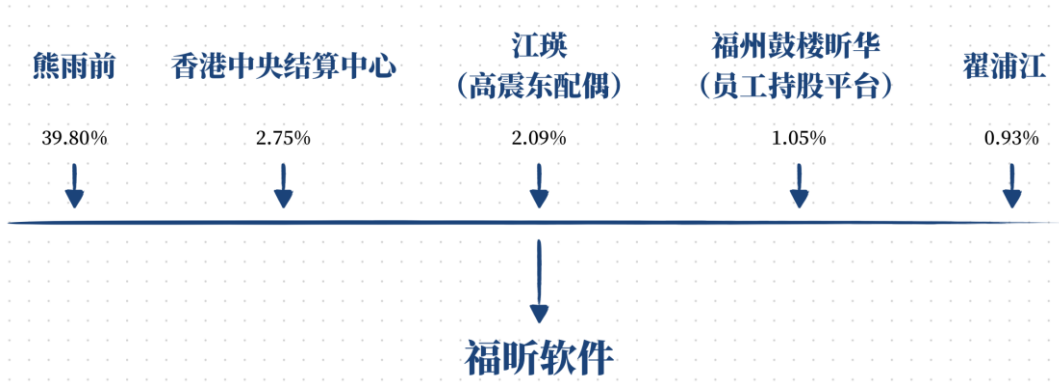 熊雨前
39.80%
香港中央结算中心
2.75%
江瑛
（高震东配偶）
2.09%
福州鼓楼昕华
（员工持股平台）
1.05%
翟浦江
0.93%
福昕软件